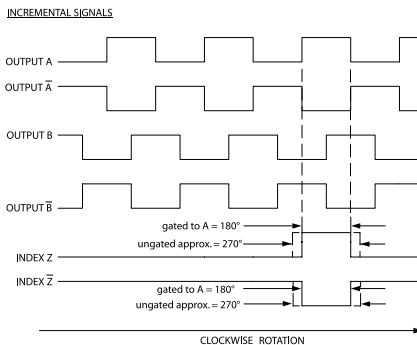 INCREMENTAL SIGNALS
OUTPUT A
OUTPUT A̅
OUTPUT B
OUTPUT B̅
gated to A = 180°
ungated approx. = 270°
INDEX Z
INDEX Z̅
gated to A = 180°
ungated approx. = 270°
CLOCKWISE ROTATION